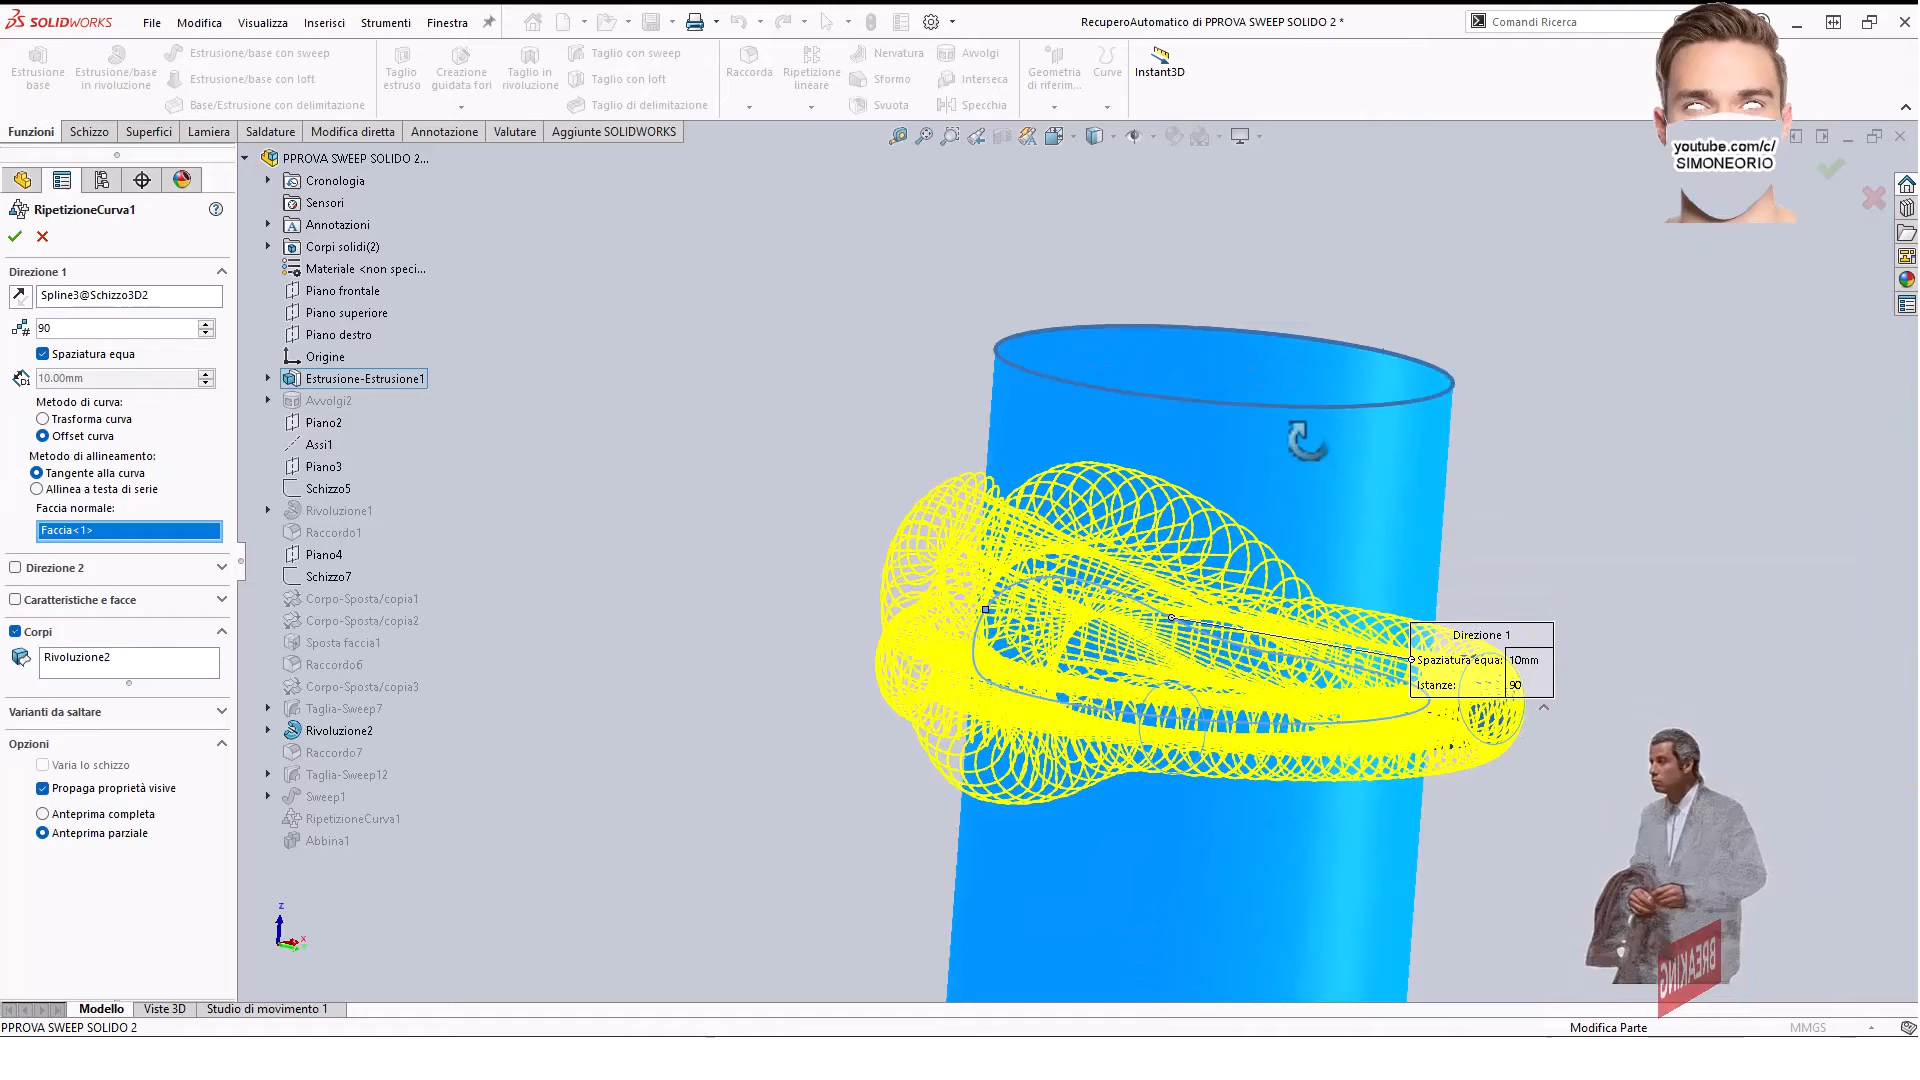 SOLIDWORKS
File Modifica Visualizza Inserisci Strumenti Finestra
RecuperoAutomatico di PPROVA SWEEP SOLIDO 2 *
Comandi Ricerca
Estrusione base
Estrusione/base in rivoluzione
Estrusione/base con sweep
Estrusione/base con loft
Base/Estrusione con delimitazione
Taglio estruso
Creazione guidata fori
Taglio in rivoluzione
Taglio con sweep
Taglio con loft
Taglio di delimitazione
Raccorda
Ripetizione lineare
Nervatura
Sformo
Svuota
Avvolgi
Interseca
Specchia
Geometria di riferim...
Curve
Instant3D
youtube.com/c/
SIMONEORIO
Funzioni Schizzo Superfici Lamiera Saldature Modifica diretta Annotazione Valutare Aggiunte SOLIDWORKS
RipetizioneCurva1
Direzione 1
Spline3@Schizzo3D2
90
Spaziatura equa
10.00mm
Metodo di curva:
Trasforma curva
Offset curva
Metodo di allineamento:
Tangente alla curva
Allinea a testa di serie
Faccia normale:
Faccia<1>
Direzione 2
Caratteristiche e facce
Corpi
Rivoluzione2
Varianti da saltare
Opzioni
Varia lo schizzo
Propaga proprietà visive
Anteprima completa
Anteprima parziale
PPROVA SWEEP SOLIDO 2...
Cronologia
Sensori
Annotazioni
Corpi solidi(2)
Materiale <non speci...
Piano frontale
Piano superiore
Piano destro
Origine
Estrusione-Estrusione1
Avvolgi2
Piano2
Assi1
Piano3
Schizzo5
Rivoluzione1
Raccordo1
Piano4
Schizzo7
Corpo-Sposta/copia1
Corpo-Sposta/copia2
Sposta faccia1
Raccordo6
Corpo-Sposta/copia3
Taglia-Sweep7
Rivoluzione2
Raccordo7
Taglia-Sweep12
Sweep1
RipetizioneCurva1
Abbina1
Direzione 1
Spaziatura equa: 10mm
Istanze: 90
z
x
BREAKING
Modello Viste 3D Studio di movimento 1
PPROVA SWEEP SOLIDO 2
Modifica Parte
MMGS